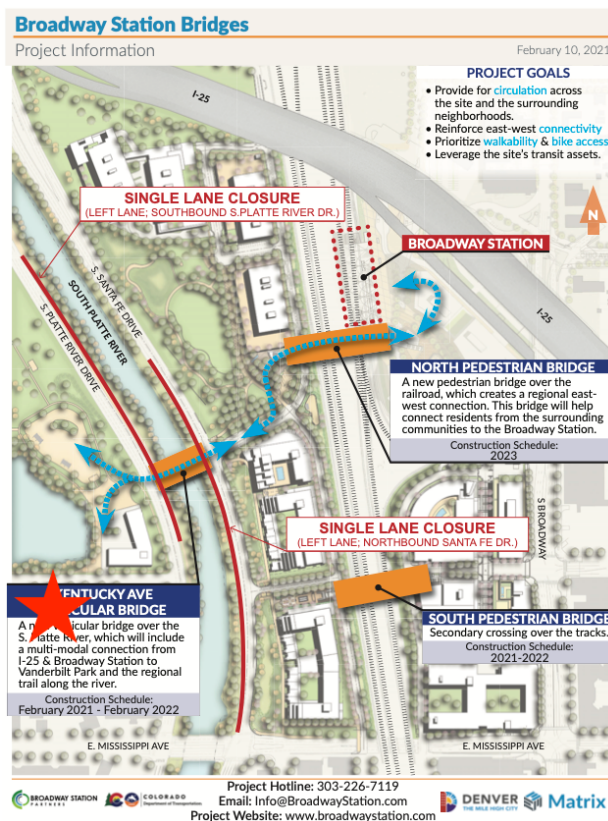 Broadway Station Bridges
Project Information
February 10, 2021
PROJECT GOALS
• Provide for circulation across
the site and the surrounding
neighborhoods.
• Reinforce east-west connectivity
• Prioritize walkability & bike access
• Leverage the site's transit assets.
I-25
SINGLE LANE CLOSURE
(LEFT LANE; SOUTHBOUND S.PLATTE RIVER DR.)
N
BROADWAY STATION
S. SANTA FE DRIVE
SOUTH PLATTE RIVER
S.PLATTE RIVER DRIVE
I-25
NORTH PEDESTRIAN BRIDGE
A new pedestrian bridge over the
railroad, which creates a regional east-
west connection. This bridge will help
connect residents from the surrounding
communities to the Broadway Station.
Construction Schedule:
2023
S BROADWAY
SINGLE LANE CLOSURE
(LEFT LANE; NORTHBOUND SANTA FE DR.)
KENTUCKY AVE
BRIDGE
A
bridge over the
S. Platte River, which will include
a multi-modal connection from
I-25 & Broadway Station to
Vanderbilt Park and the regional
trail along the river.
Construction Schedule:
February 2021 - February 2022
SOUTH PEDESTRIAN BRIDGE
Secondary crossing over the tracks.
Construction Schedule:
2021-2022
E. MISSISSIPPI AVE
E. MISSISSIPPI AVE
BROADWAY STATION
PARTNERS
COLORADO
Department of Transportation
Project Hotline: 303-226-7119
Email: Info@BroadwayStation.com
Project Website: www.broadwaystation.com
DENVER
THE MILE HIGH CITY
Matrix